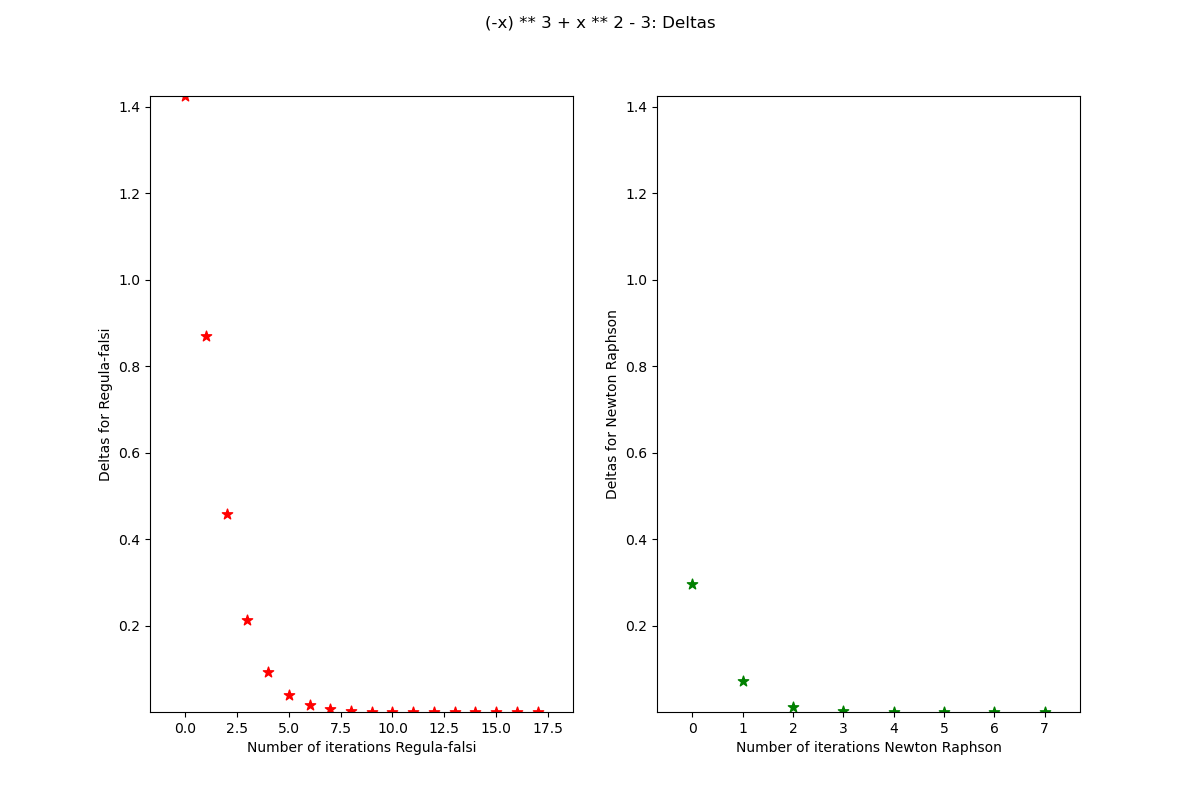 (-x) ** 3 + x ** 2 - 3: Deltas
1.4
1.2
1.0
0.8
0.6
0.4
0.2
Deltas for Regula-falsi
0.0 2.5 5.0 7.5 10.0 12.5 15.0 17.5
Number of iterations Regula-falsi
1.4
1.2
1.0
0.8
0.6
0.4
0.2
Deltas for Newton Raphson
0 1 2 3 4 5 6 7
Number of iterations Newton Raphson